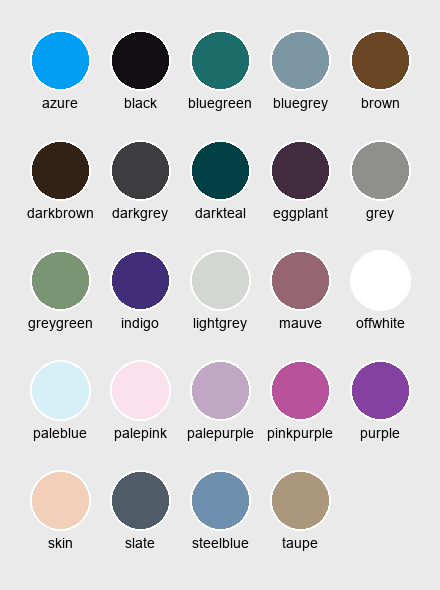 azure black bluegreen bluegrey brown
darkbrown darkgrey darkteal eggplant grey
greygreen indigo lightgrey mauve offwhite
paleblue palepink palepurple pinkpurple purple
skin slate steelblue taupe